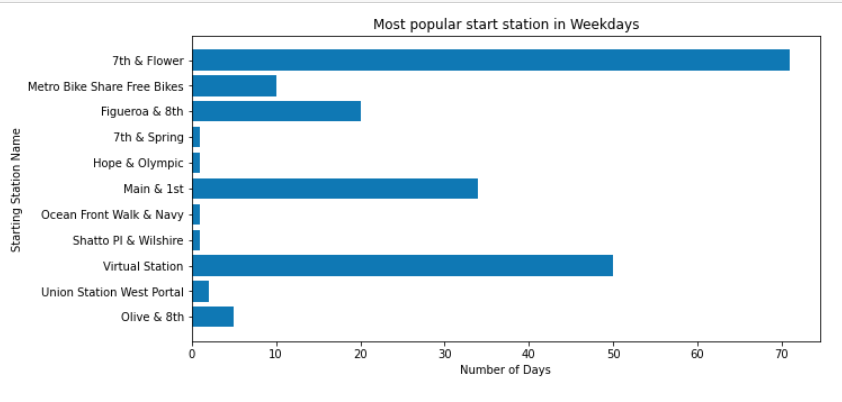 Most popular start station in Weekdays
Starting Station Name
7th & Flower
Metro Bike Share Free Bikes
Figueroa & 8th
7th & Spring
Hope & Olympic
Main & 1st
Ocean Front Walk & Navy
Shatto Pl & Wilshire
Virtual Station
Union Station West Portal
Olive & 8th
0 10 20 30 40 50 60 70
Number of Days